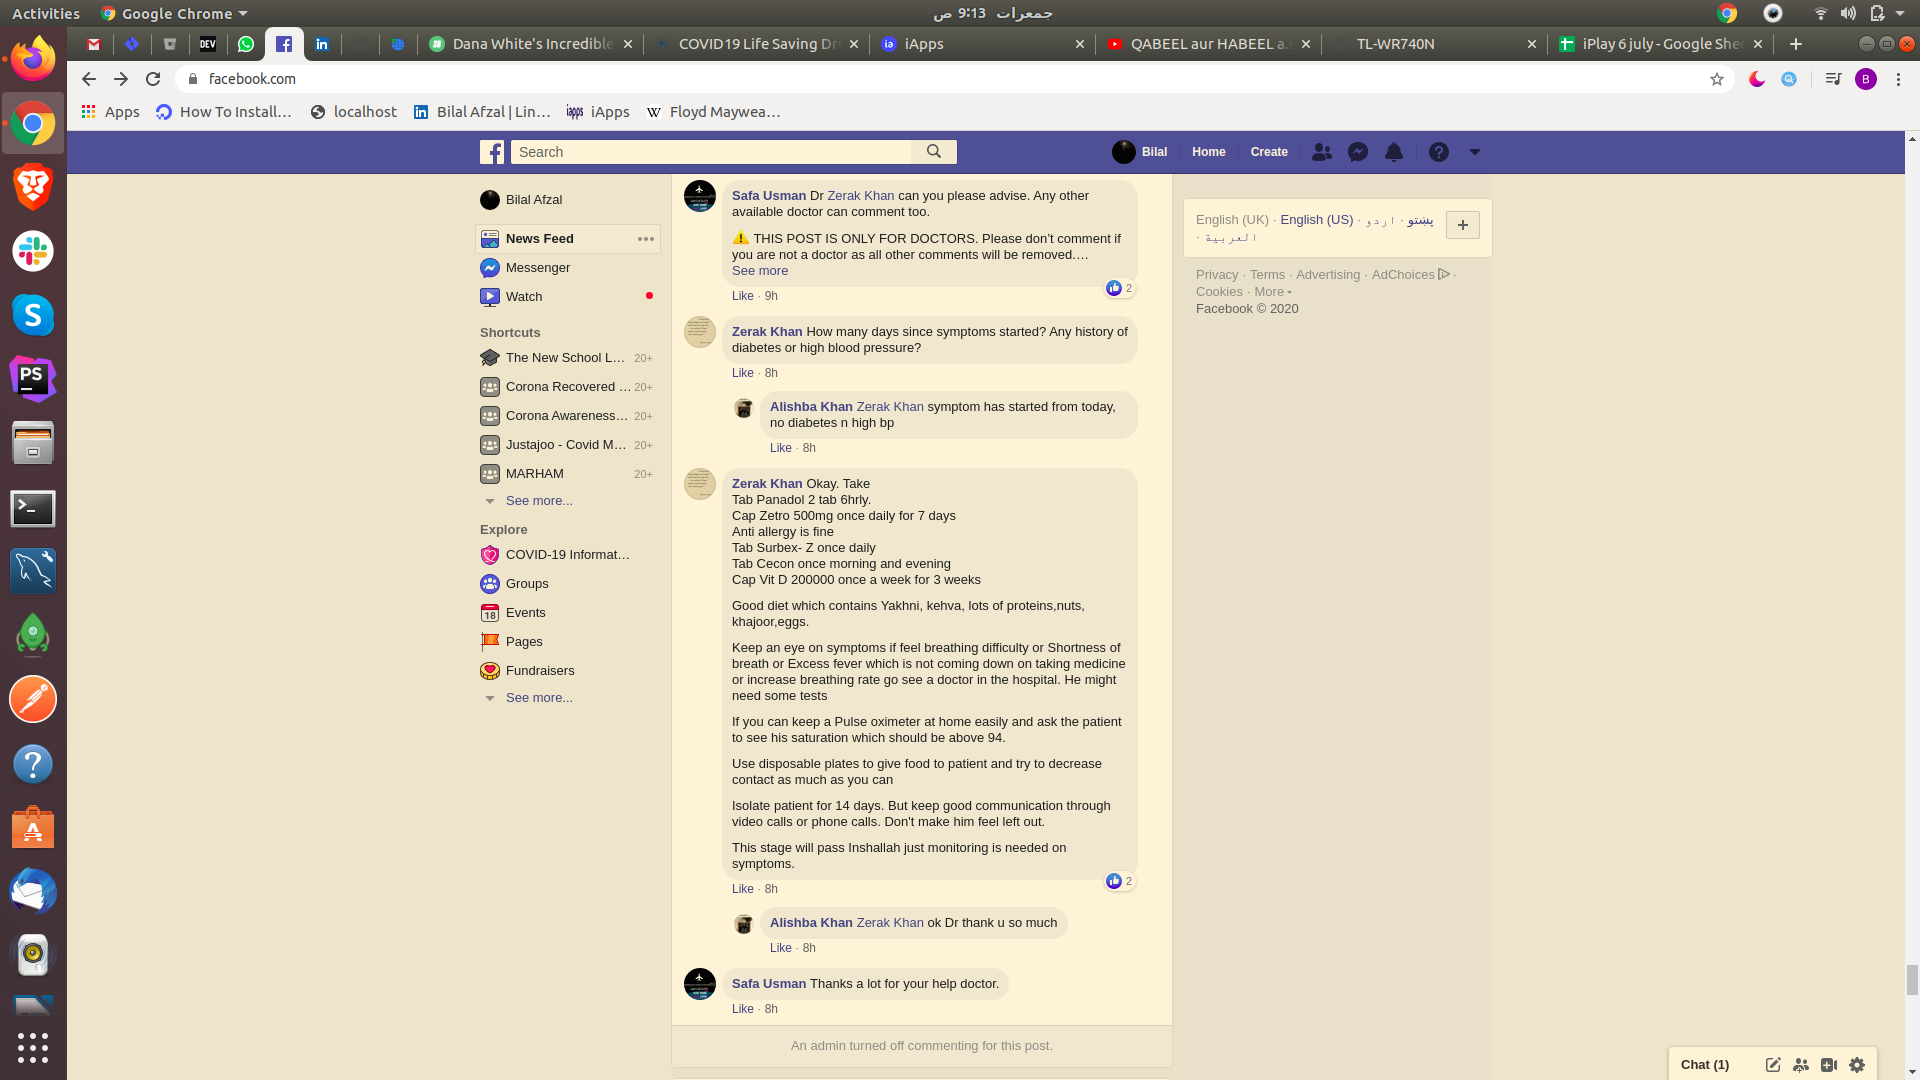 Activities
Google Chrome
جمعرات 9:13 ص
DEV
Dana White's Incredible
COVID19 Life Saving Dr
iApps
QABEEL aur HABEEL a.s
TL-WR740N
iPlay 6 july - Google She
facebook.com
B
Apps
How To Install…
localhost
Bilal Afzal | Lin…
iApps
Floyd Maywea…
Search
Bilal
Home
Create
Bilal Afzal
News Feed
Messenger
Watch
Shortcuts
The New School L… 20+
Corona Recovered … 20+
Corona Awareness… 20+
Justajoo - Covid M… 20+
MARHAM 20+
See more...
Explore
COVID-19 Informat…
Groups
18
Events
Pages
Fundraisers
See more...
PS
Safa Usman Dr Zerak Khan can you please advise. Any other
available doctor can comment too.
⚠ THIS POST IS ONLY FOR DOCTORS. Please don’t comment if
you are not a doctor as all other comments will be removed.…
See more
2
Like · 9h
Zerak Khan How many days since symptoms started? Any history of
diabetes or high blood pressure?
Like · 8h
Alishba Khan Zerak Khan symptom has started from today,
no diabetes n high bp
Like · 8h
Zerak Khan Okay. Take
Tab Panadol 2 tab 6hrly.
Cap Zetro 500mg once daily for 7 days
Anti allergy is fine
Tab Surbex- Z once daily
Tab Cecon once morning and evening
Cap Vit D 200000 once a week for 3 weeks
Good diet which contains Yakhni, kehva, lots of proteins,nuts,
khajoor,eggs.
Keep an eye on symptoms if feel breathing difficulty or Shortness of
breath or Excess fever which is not coming down on taking medicine
or increase breathing rate go see a doctor in the hospital. He might
need some tests
If you can keep a Pulse oximeter at home easily and ask the patient
to see his saturation which should be above 94.
Use disposable plates to give food to patient and try to decrease
contact as much as you can
Isolate patient for 14 days. But keep good communication through
video calls or phone calls. Don't make him feel left out.
This stage will pass Inshallah just monitoring is needed on
symptoms.
2
Like · 8h
Alishba Khan Zerak Khan ok Dr thank u so much
Like · 8h
Safa Usman Thanks a lot for your help doctor.
Like · 8h
An admin turned off commenting for this post.
English (UK) · English (US) · اردو · پښتو
· العربية
Privacy · Terms · Advertising · AdChoices ·
Cookies · More
Facebook © 2020
Chat (1)